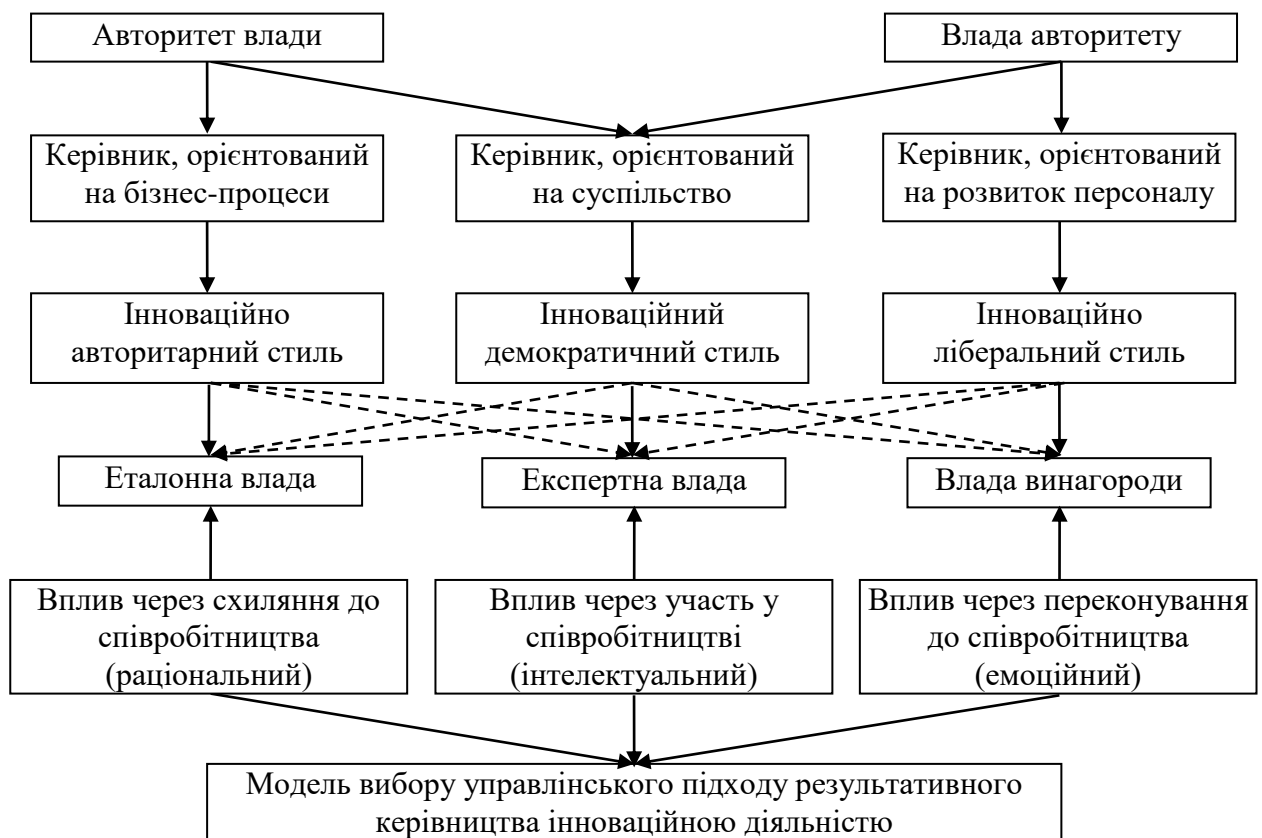 Авторитет влади
Влада авторитету
Керівник, орієнтований
на бізнес-процеси
Керівник, орієнтований
на суспільство
Керівник, орієнтований
на розвиток персоналу
Інноваційно
авторитарний стиль
Інноваційний
демократичний стиль
Інноваційно
ліберальний стиль
Еталонна влада
Експертна влада
Влада винагороди
Вплив через схиляння до
співробітництва
(раціональний)
Вплив через участь у
співробітництві
(інтелектуальний)
Вплив через переконування
до співробітництва
(емоційний)
Модель вибору управлінського підходу результативного
керівництва інноваційною діяльністю